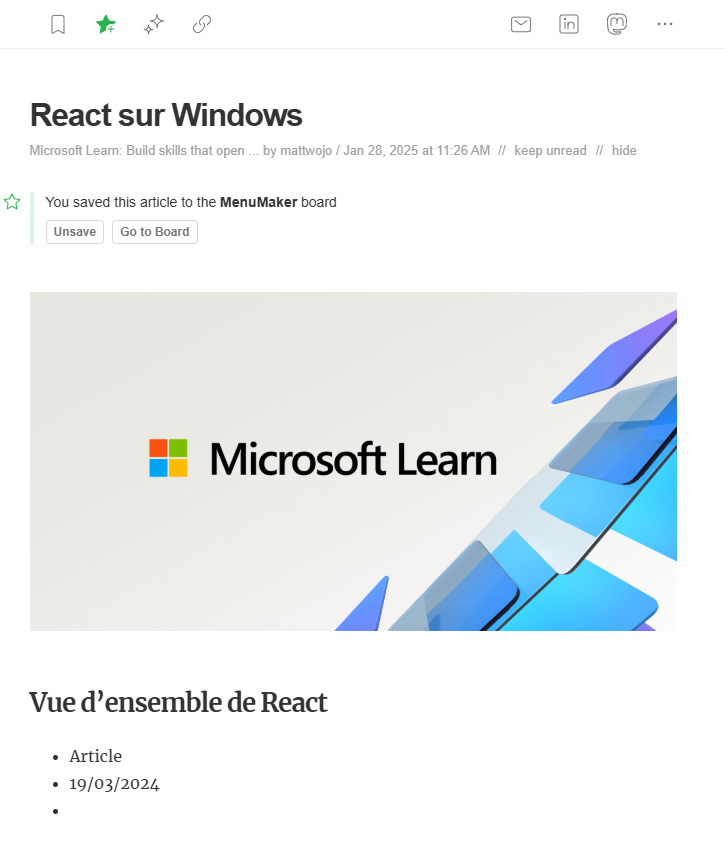 React sur Windows
Microsoft Learn: Build skills that open ... by mattwojo / Jan 28, 2025 at 11:26 AM // keep unread // hide
You saved this article to the MenuMaker board
Unsave Go to Board
Microsoft Learn
Vue d’ensemble de React
Article
19/03/2024